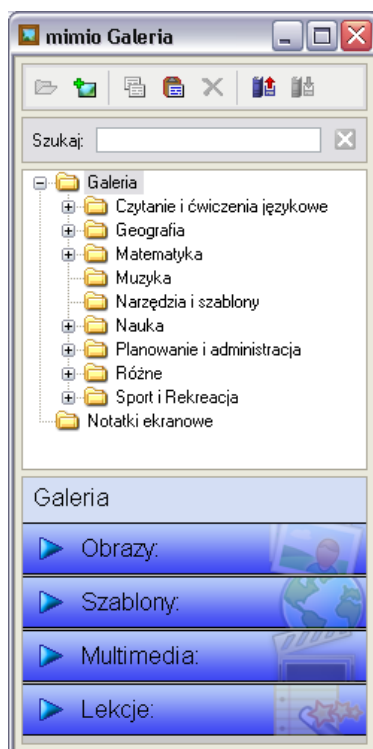 mimio Galeria
Szukaj:
Galeria
Czytanie i ćwiczenia językowe
Geografia
Matematyka
Muzyka
Narzędzia i szablony
Nauka
Planowanie i administracja
Różne
Sport i Rekreacja
Notatki ekranowe
Galeria
Obrazy:
Szablony:
Multimedia:
Lekcje: